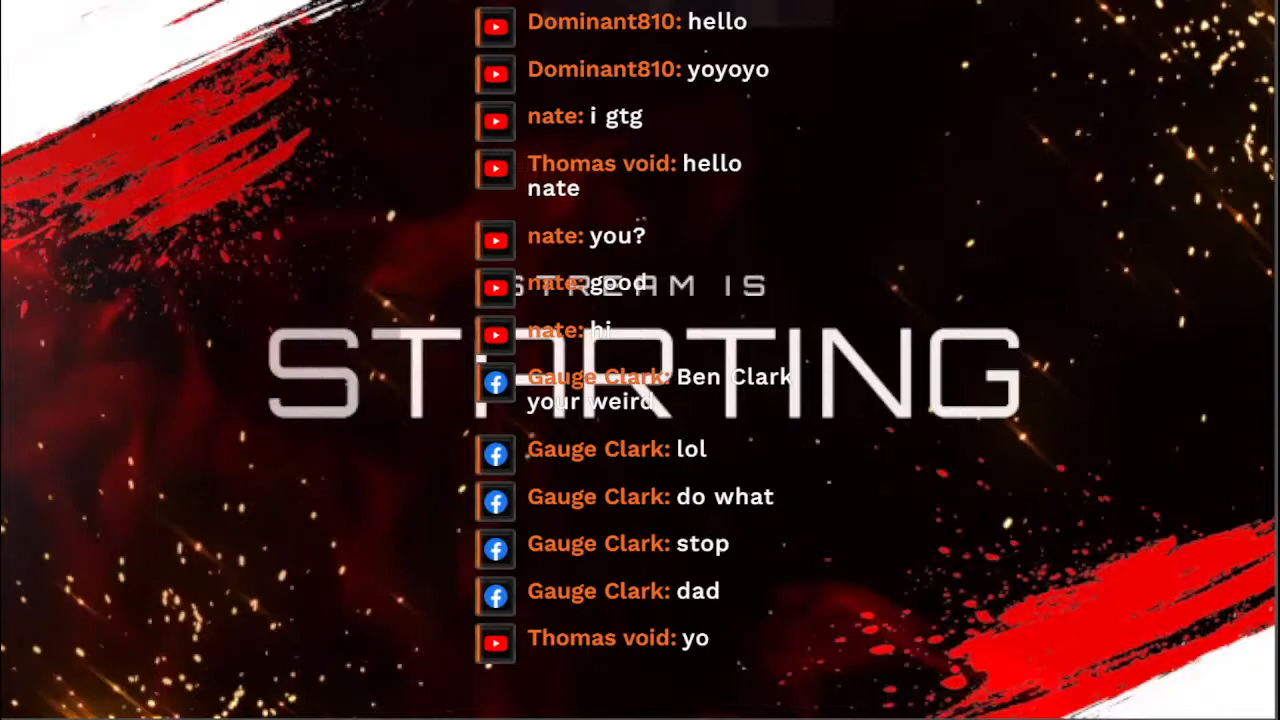 Dominant810: hello
Dominant810: yoyoyo
nate: i gtg
Thomas void: hello
nate
nate: you?
nate: good
STREAM IS
nate: hi
STARTING
Gauge Clark: Ben Clark
your weird
Gauge Clark: lol
Gauge Clark: do what
Gauge Clark: stop
Gauge Clark: dad
Thomas void: yo